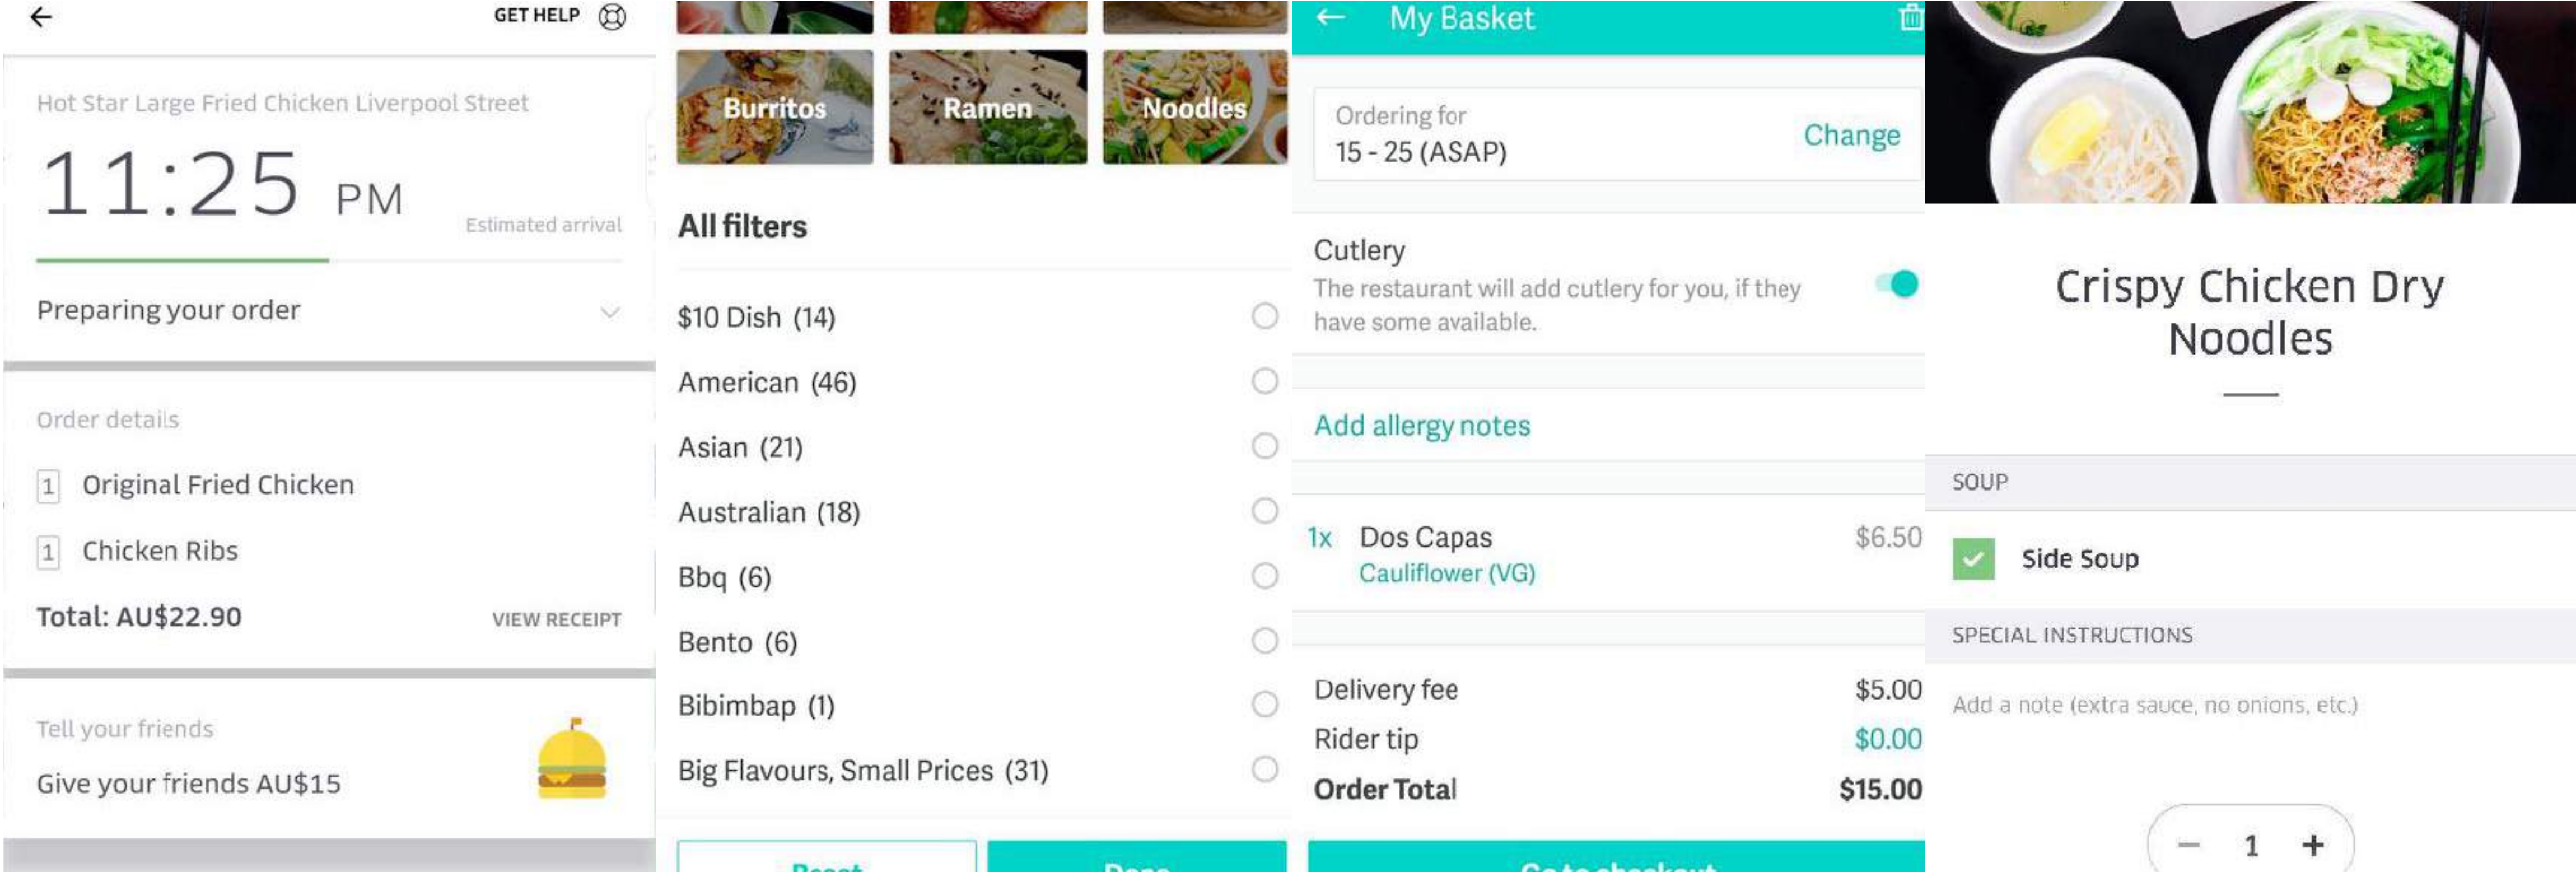 GET HELP
Hot Star Large Fried Chicken Liverpool Street
11:25 PM
Estimated arrival
Preparing your order
Order details
1 Original Fried Chicken
1 Chicken Ribs
Total: AU$22.90
VIEW RECEIPT
Tell your friends
Give your friends AU$15
Burritos
Ramen
Noodles
All filters
$10 Dish (14)
American (46)
Asian (21)
Australian (18)
Bbq (6)
Bento (6)
Bibimbap (1)
Big Flavours, Small Prices (31)
Reset
Done
My Basket
Ordering for
15 - 25 (ASAP)
Change
Cutlery
The restaurant will add cutlery for you, if they
have some available.
Add allergy notes
1x Dos Capas $6.50
Cauliflower (VG)
Delivery fee $5.00
Rider tip $0.00
Order Total $15.00
Go to checkout
Crispy Chicken Dry
Noodles
SOUP
Side Soup
SPECIAL INSTRUCTIONS
Add a note (extra sauce, no onions, etc.)
− 1 +